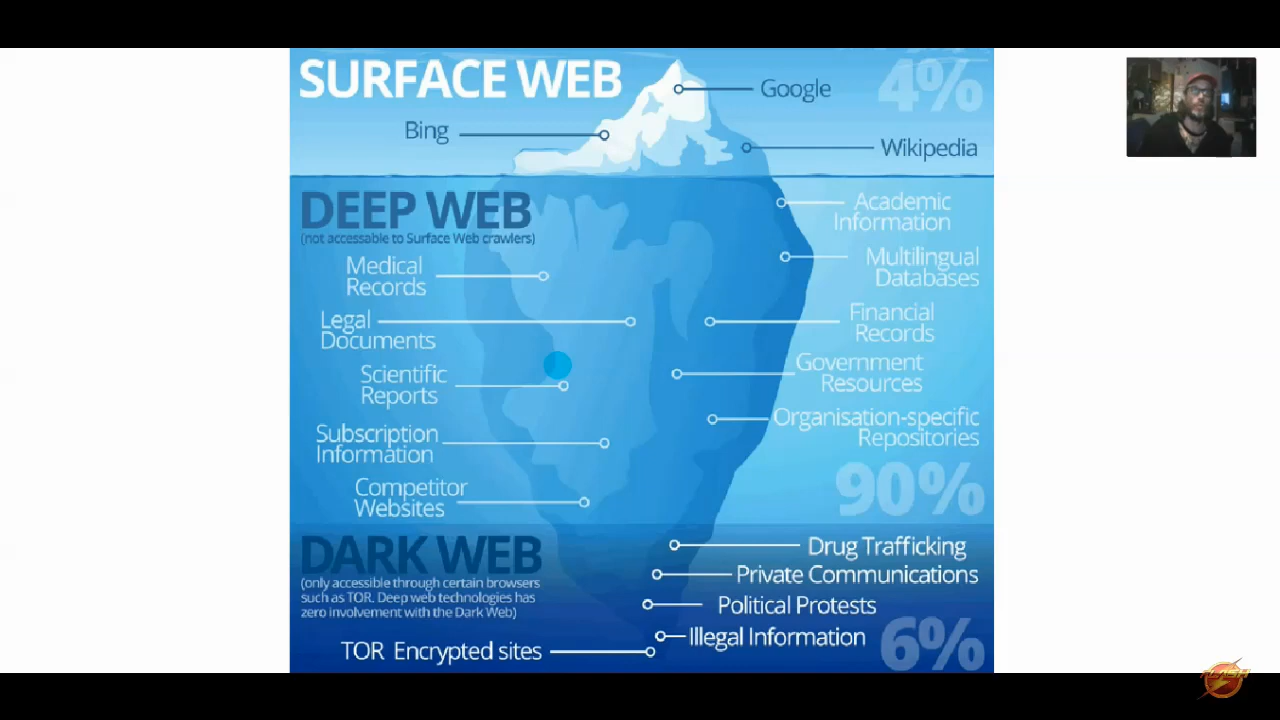 SURFACE WEB
Google
4%
Bing
Wikipedia
DEEP WEB
(not accessable to Surface Web crawlers)
Academic
Information
Medical
Records
Multilingual
Databases
Legal
Documents
Financial
Records
Scientific
Reports
Government
Resources
Subscription
Information
Organisation-specific
Repositories
Competitor
Websites
90%
DARK WEB
(only accessible through certain browsers
such as TOR. Deep web technologies has
zero involvement with the Dark Web)
Drug Trafficking
Private Communications
Political Protests
Illegal Information
TOR Encrypted sites
6%